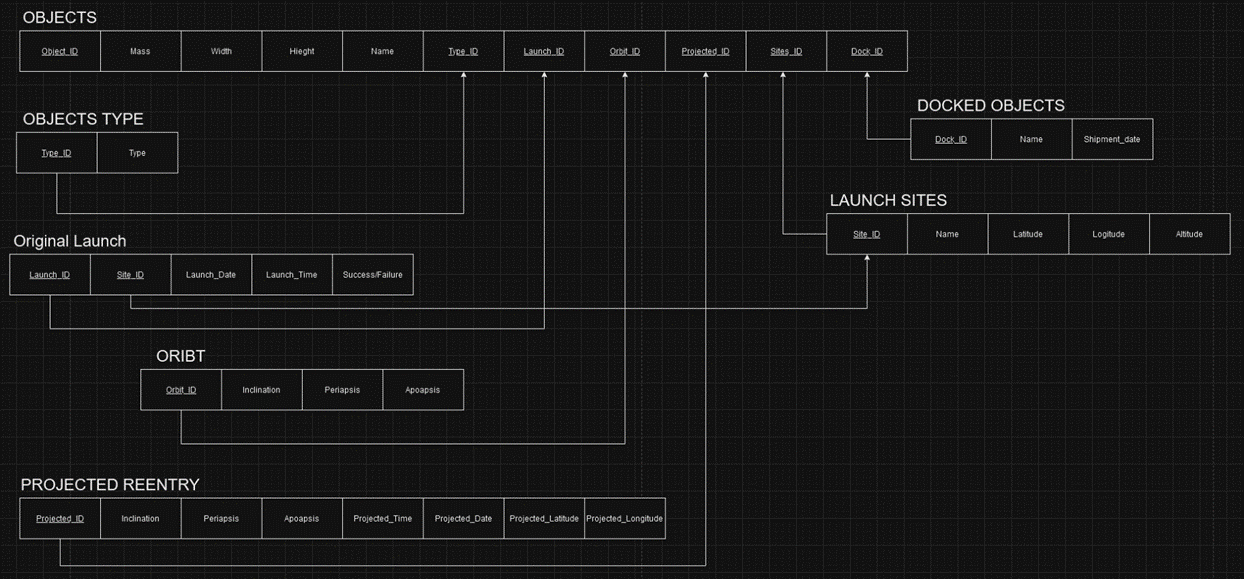 OBJECTS
Object_ID Mass Width Hieght Name Type_ID Launch_ID Orbit_ID Projected_ID Sites_ID Dock_ID
DOCKED OBJECTS
Dock_ID Name Shipment_date
OBJECTS TYPE
Type_ID Type
LAUNCH SITES
Site_ID Name Latitude Logitude Altitude
Original Launch
Launch_ID Site_ID Launch_Date Launch_Time Success/Failure
ORIBT
Orbit_ID Inclination Periapsis Apoapsis
PROJECTED REENTRY
Projected_ID Inclination Periapsis Apoapsis Projected_Time Projected_Date Projected_Latitude Projected_Longitude